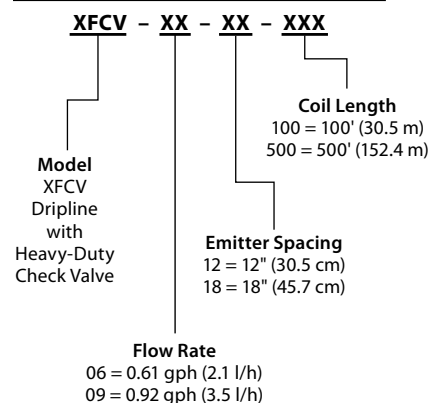 XFCV – XX – XX – XXX
Coil Length
100 = 100' (30.5 m)
500 = 500' (152.4 m)
Model
XFCV
Dripline
with
Heavy-Duty
Check Valve
Emitter Spacing
12 = 12" (30.5 cm)
18 = 18" (45.7 cm)
Flow Rate
06 = 0.61 gph (2.1 l/h)
09 = 0.92 gph (3.5 l/h)